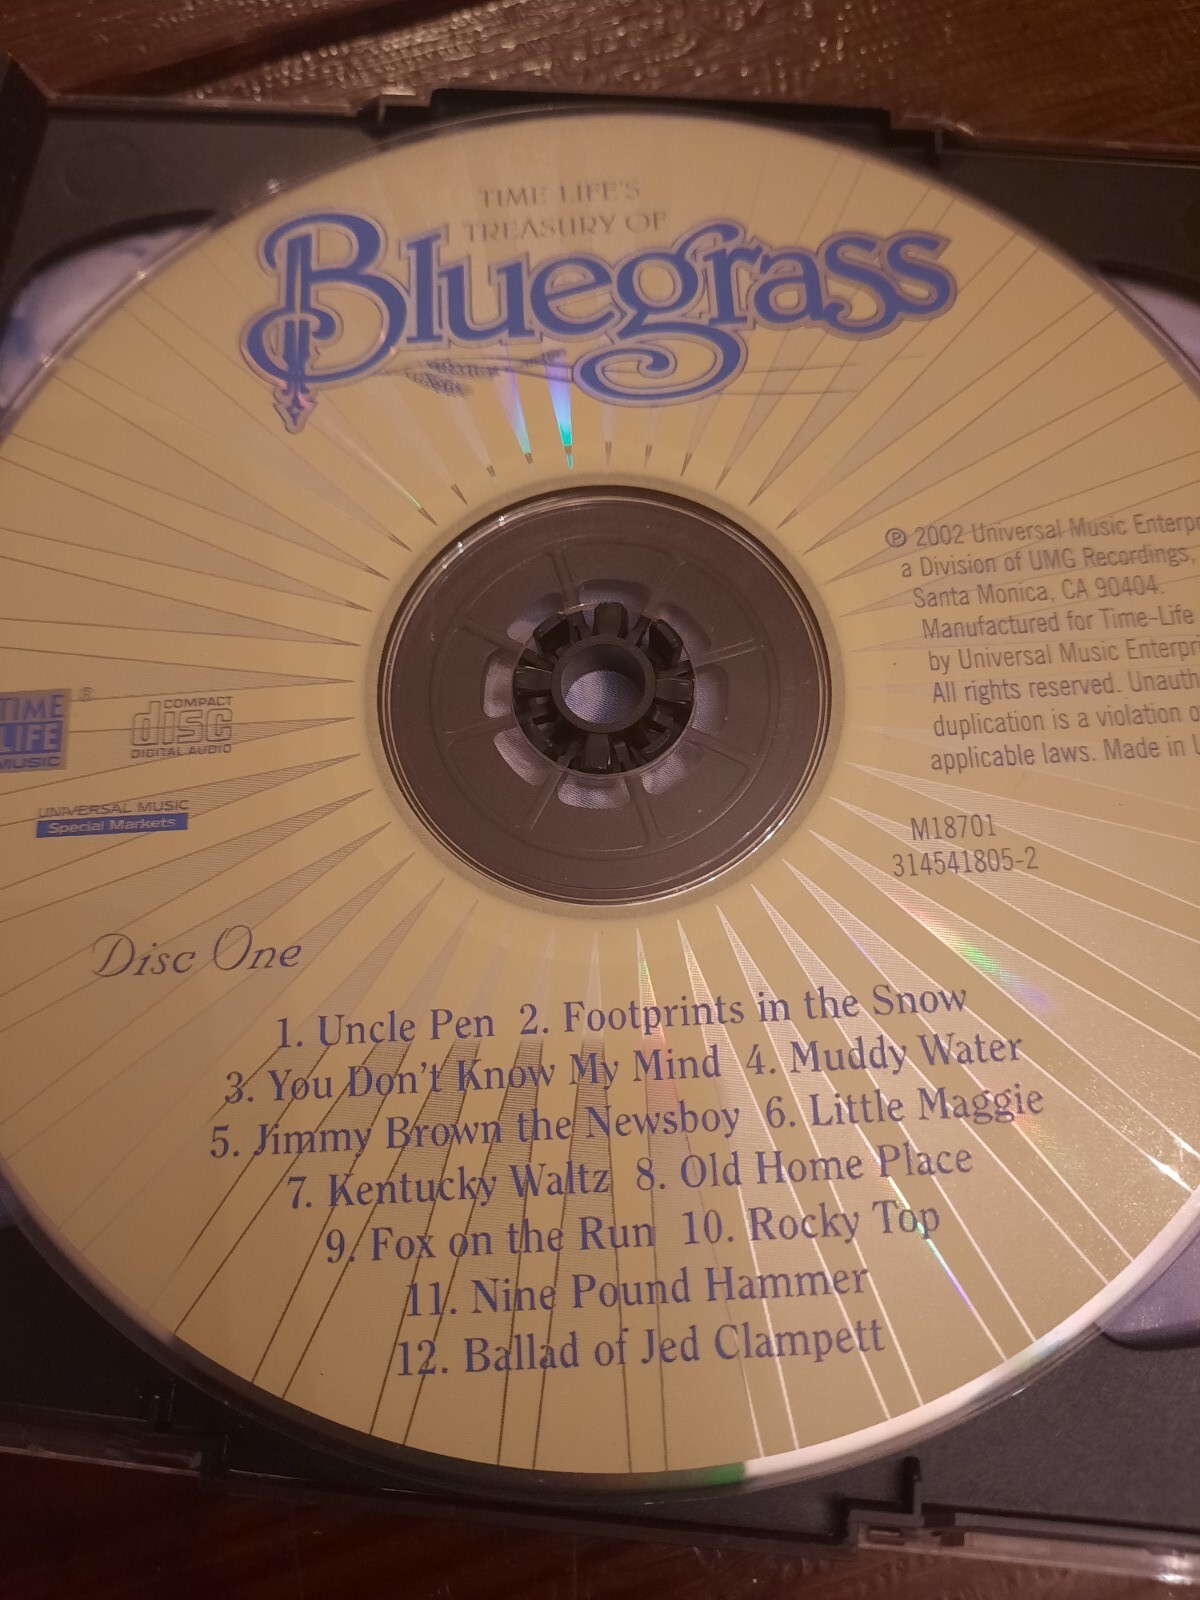 TIME-LIFE'S
TREASURY OF
Bluegrass
℗ 2002 Universal Music
a Division of UMG Recordings,
Santa Monica, CA 90404.
Manufactured for Time-Life
by Universal Music
All rights reserved.
duplication is a violation
applicable laws. Made in
M18701
314541805-2
TIME
LIFE
MUSIC
®
COMPACT
disc
DIGITAL AUDIO
UNIVERSAL MUSIC
Special Markets
Disc One
1. Uncle Pen 2. Footprints in the Snow
3. You Don't Know My Mind 4. Muddy Water
5. Jimmy Brown the Newsboy 6. Little Maggie
7. Kentucky Waltz 8. Old Home Place
9. Fox on the Run 10. Rocky Top
11. Nine Pound Hammer
12. Ballad of Jed Clampett